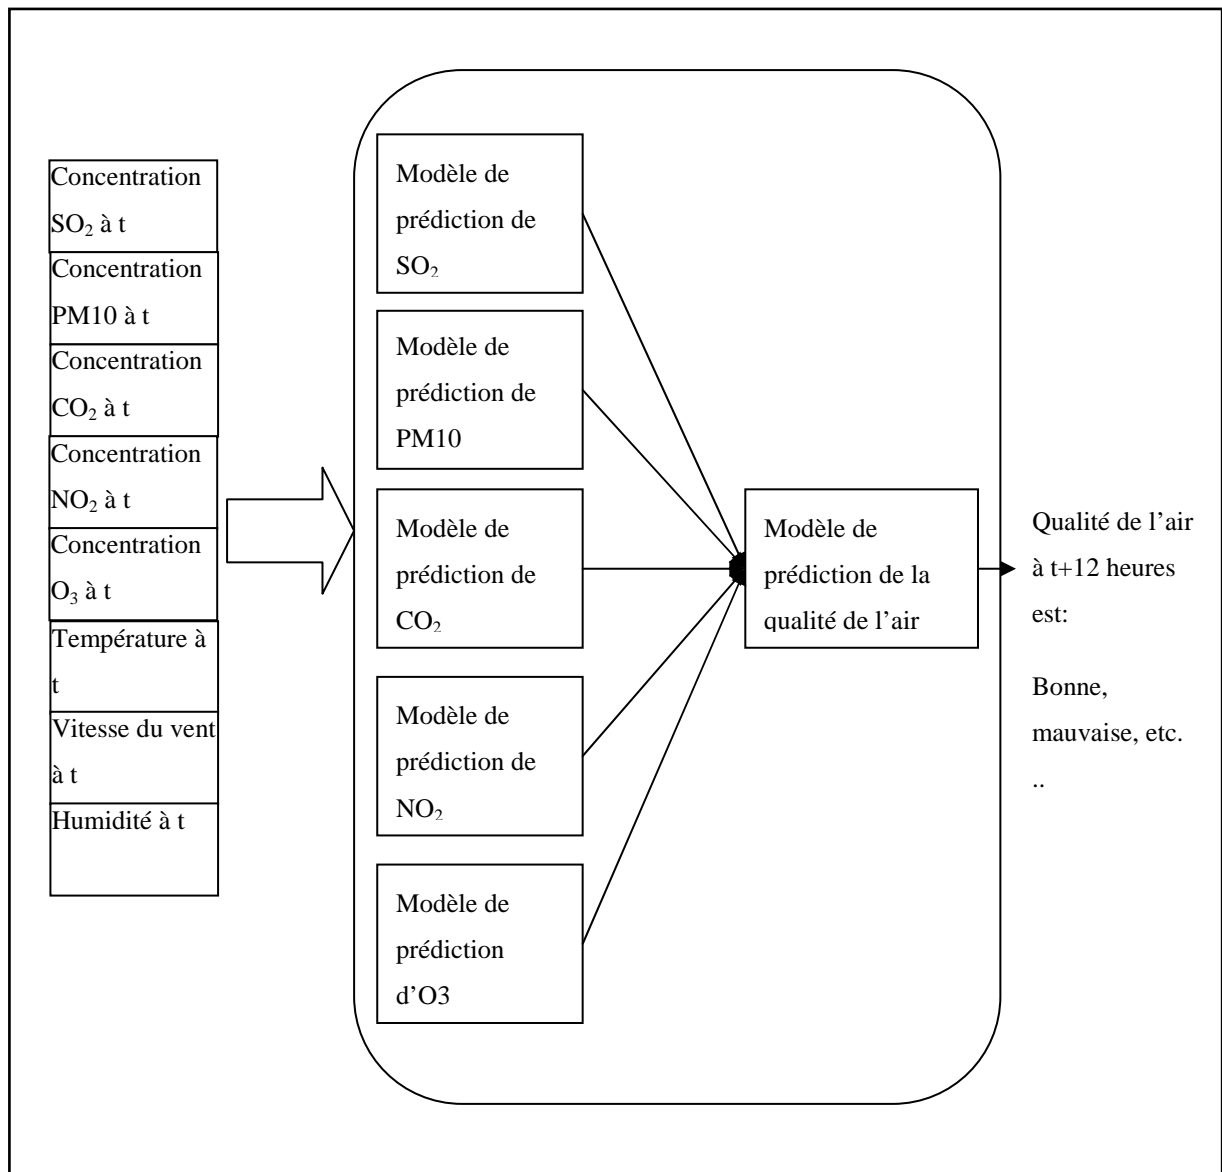 Concentration
SO₂ à t
Concentration
PM10 à t
Concentration
CO₂ à t
Concentration
NO₂ à t
Concentration
O₃ à t
Température à
t
Vitesse du vent
à t
Humidité à t
Modèle de
prédiction de
SO₂
Modèle de
prédiction de
PM10
Modèle de
prédiction de
CO₂
Modèle de
prédiction de
NO₂
Modèle de
prédiction
d’O3
Modèle de
prédiction de la
qualité de l’air
Qualité de l’air
à t+12 heures
est:
Bonne,
mauvaise, etc.
..